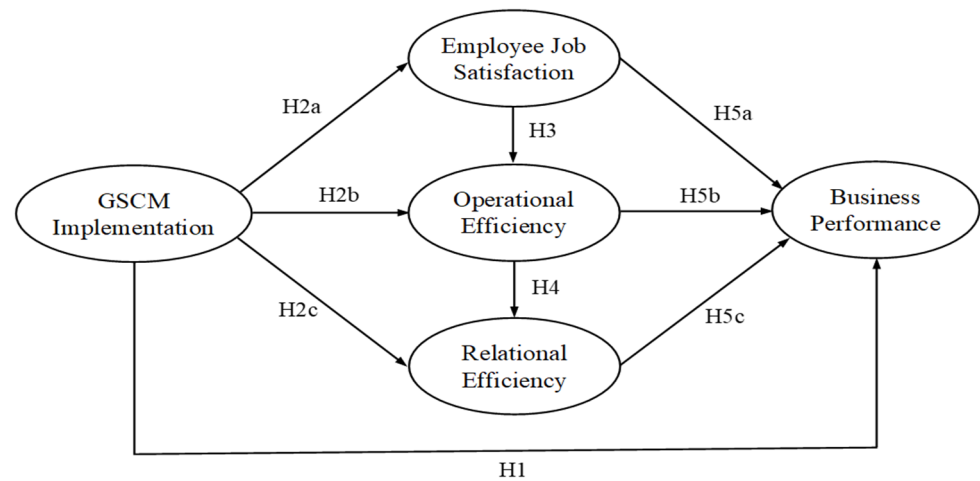 Employee Job
Satisfaction
H2a
H5a
H3
GSCM
Implementation
H2b
Operational
Efficiency
H5b
Business
Performance
H4
H2c
H5c
Relational
Efficiency
H1